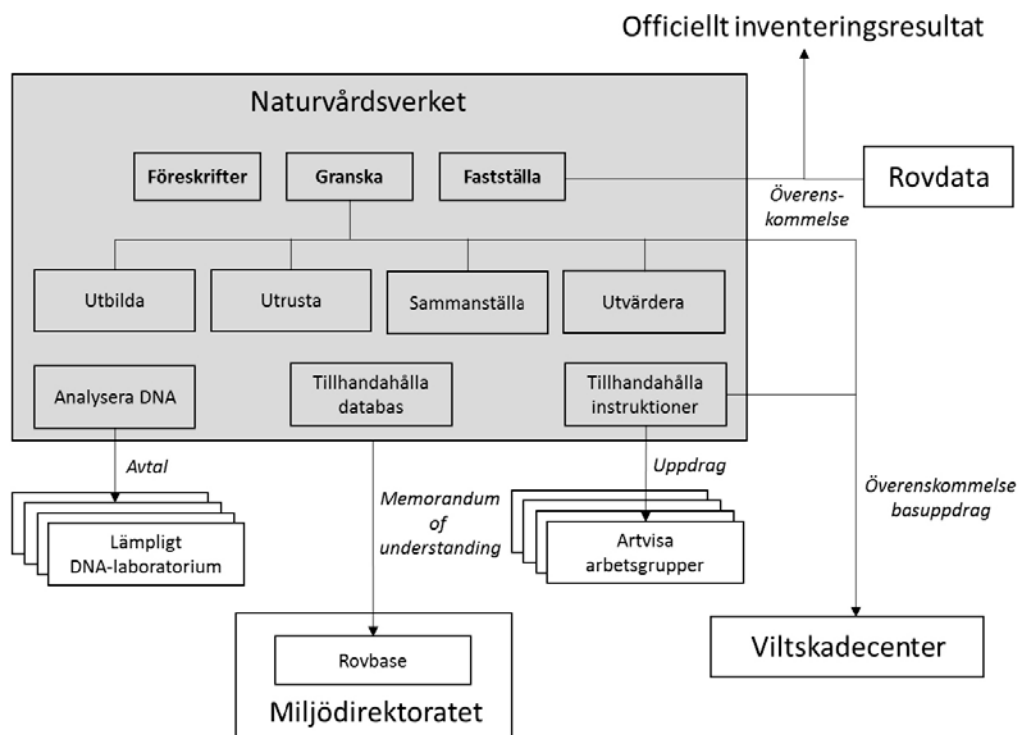 Officiellt inventeringsresultat
Naturvårdsverket
Föreskrifter
Granska
Fastställa
Rovdata
Överens-
kommelse
Utbilda
Utrusta
Sammanställa
Utvärdera
Analysera DNA
Tillhandahålla
databas
Tillhandahålla
instruktioner
Avtal
Uppdrag
Memorandum
of
understanding
Överenskommelse
basuppdrag
Lämpligt
DNA-laboratorium
Artvisa
arbetsgrupper
Viltskadecenter
Rovbase
Miljödirektoratet